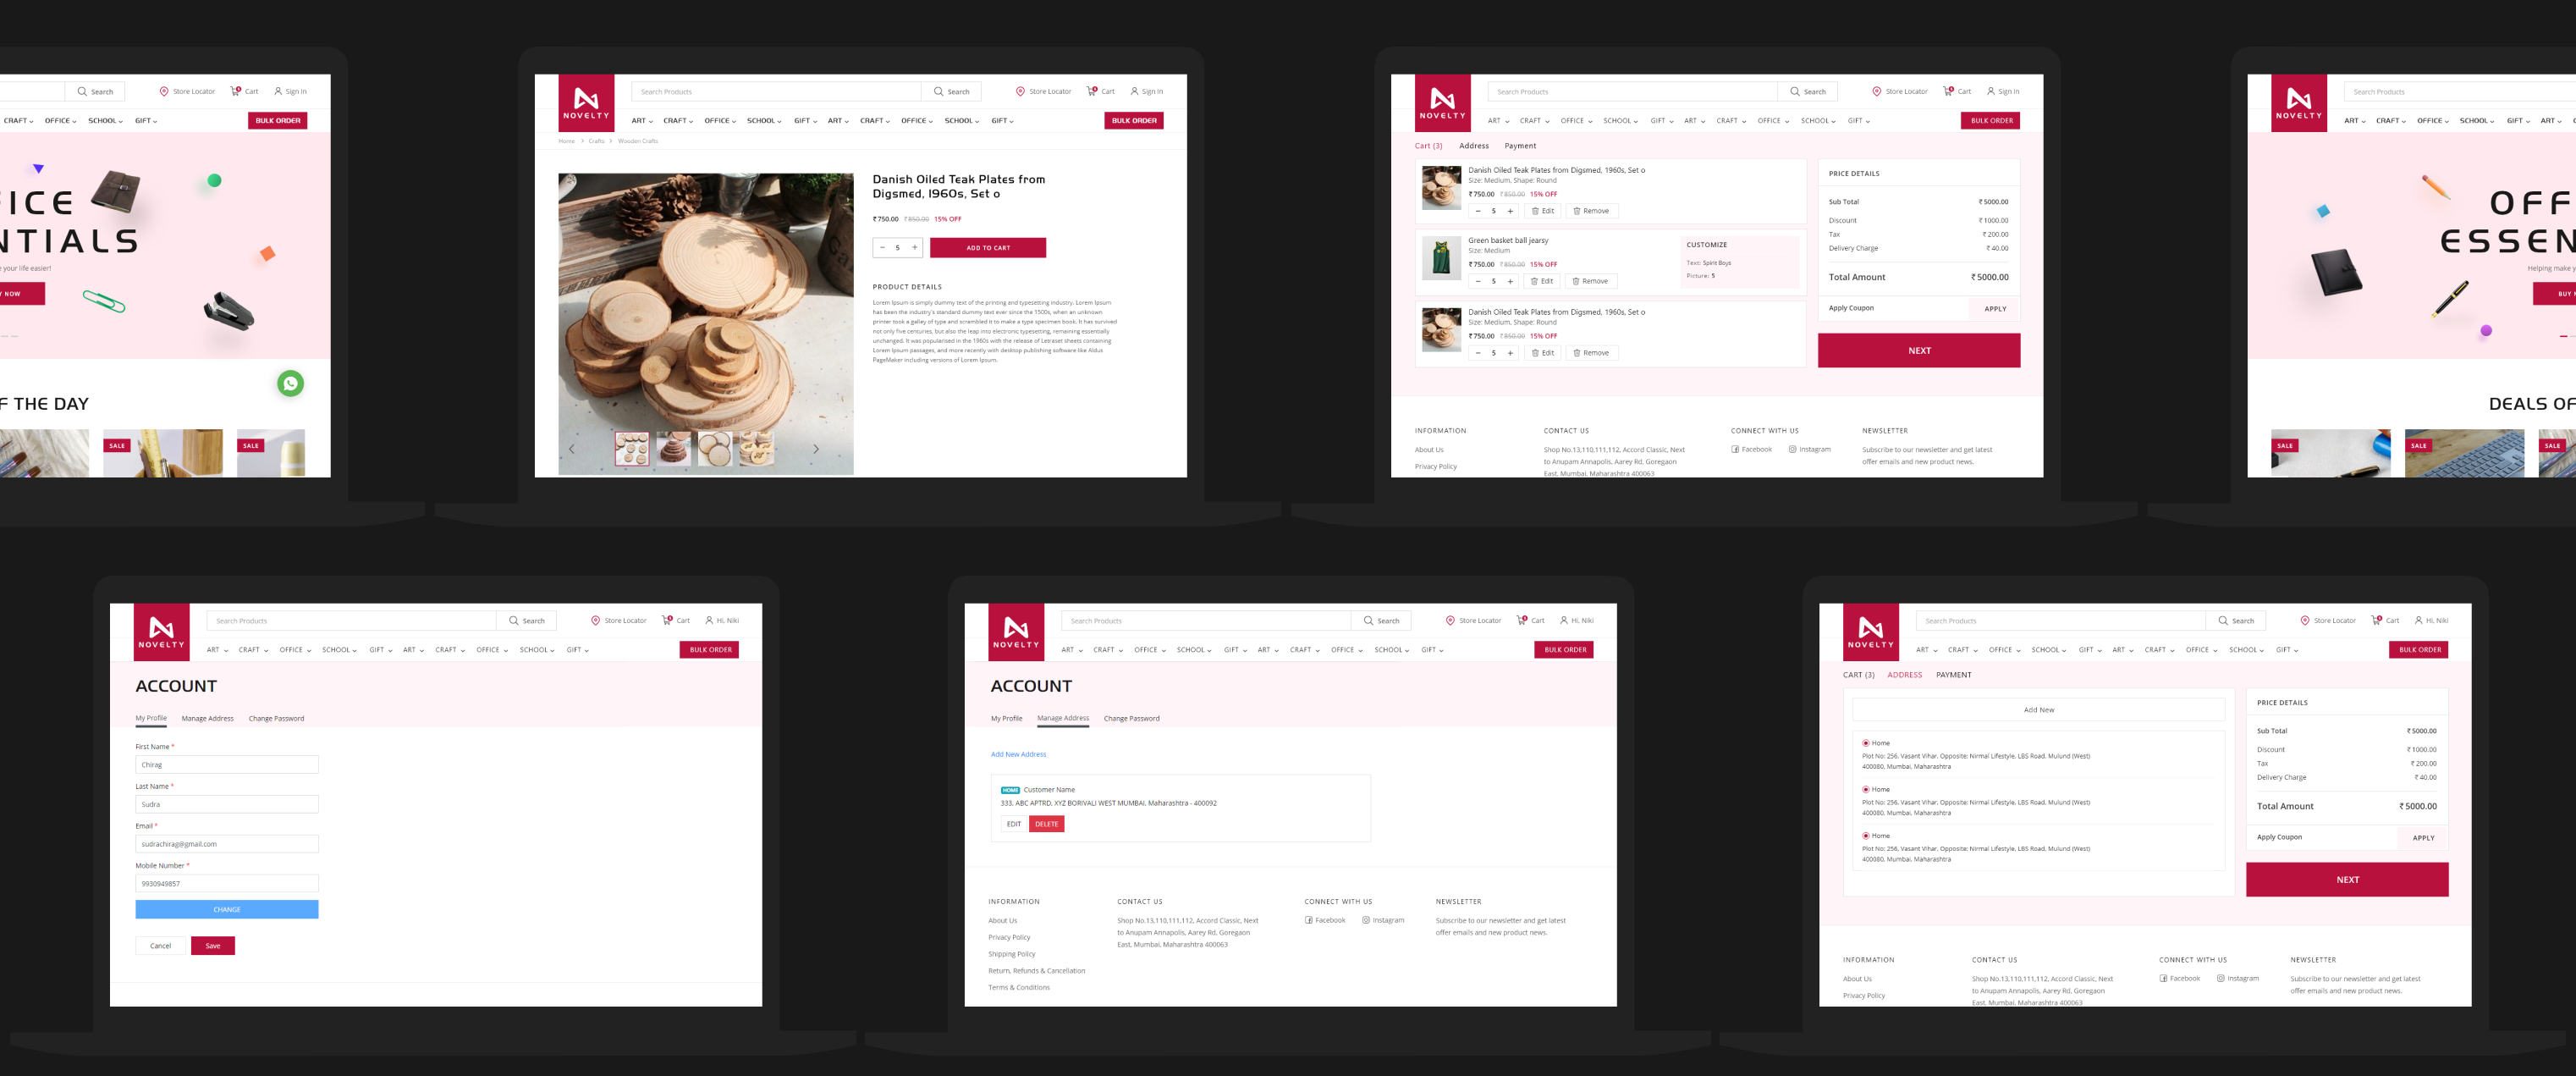 Search
Store Locator
Cart
Sign In
CRAFT
OFFICE
SCHOOL
GIFT
BULK ORDER
ICE
NTIALS
your life easier!
NOW
F THE DAY
SALE
SALE
NOVELTY
Search Products
Search
Store Locator
Cart
Sign In
ART CRAFT OFFICE SCHOOL GIFT ART CRAFT OFFICE SCHOOL GIFT
BULK ORDER
Home > Crafts > Wooden Crafts
Danish Oiled Teak Plates from
Digsmed, 1960s, Set o
₹750.00 ₹850.00 15% OFF
− 5 +
ADD TO CART
PRODUCT DETAILS
Lorem Ipsum is simply dummy text of the printing and typesetting industry. Lorem Ipsum
has been the industry's standard dummy text ever since the 1500s, when an unknown
printer took a galley of type and scrambled it to make a type specimen book. It has survived
not only five centuries, but also the leap into electronic typesetting, remaining essentially
unchanged. It was popularised in the 1960s with the release of Letraset sheets containing
Lorem Ipsum passages, and more recently with desktop publishing software like Aldus
PageMaker including versions of Lorem Ipsum.
NOVELTY
Search Products
Search
Store Locator
Cart
Sign In
ART CRAFT OFFICE SCHOOL GIFT ART CRAFT OFFICE SCHOOL GIFT
BULK ORDER
Cart (3) Address Payment
Danish Oiled Teak Plates from Digsmed, 1960s, Set o
Size: Medium, Shape: Round
₹750.00 ₹850.00 15% OFF
− 5 + Edit Remove
Green basket ball jearsy
Size: Medium
₹750.00 ₹850.00 15% OFF
− 5 + Edit Remove
CUSTOMIZE
Text: Spirit Boys
Picture: 5
Danish Oiled Teak Plates from Digsmed, 1960s, Set o
Size: Medium, Shape: Round
₹750.00 ₹850.00 15% OFF
− 5 + Edit Remove
PRICE DETAILS
Sub Total ₹5000.00
Discount ₹1000.00
Tax ₹200.00
Delivery Charge ₹40.00
Total Amount ₹5000.00
Apply Coupon APPLY
NEXT
INFORMATION
About Us
Privacy Policy
CONTACT US
Shop No.13,110,111,112, Accord Classic, Next
to Anupam Annapolis, Aarey Rd, Goregaon
East, Mumbai, Maharashtra 400063
CONNECT WITH US
Facebook Instagram
NEWSLETTER
Subscribe to our newsletter and get latest
offer emails and new product news.
NOVELTY
Search Products
ART CRAFT OFFICE SCHOOL GIFT ART
OFF
ESSEN
Helping make y
BUY
DEALS OF
SALE
SALE
SALE
NOVELTY
Search Products
Search
Store Locator
Cart
Hi, Niki
ART CRAFT OFFICE SCHOOL GIFT ART CRAFT OFFICE SCHOOL GIFT
BULK ORDER
ACCOUNT
My Profile Manage Address Change Password
First Name *
Chirag
Last Name *
Sudra
Email *
sudrachirag@gmail.com
Mobile Number *
9930949857
CHANGE
Cancel Save
NOVELTY
Search Products
Search
Store Locator
Cart
Hi, Niki
ART CRAFT OFFICE SCHOOL GIFT ART CRAFT OFFICE SCHOOL GIFT
BULK ORDER
ACCOUNT
My Profile Manage Address Change Password
Add New Address
HOME Customer Name
333, ABC APTRD, XYZ BORIVALI WEST MUMBAI, Maharashtra - 400092
EDIT DELETE
INFORMATION
About Us
Privacy Policy
Shipping Policy
Return, Refunds & Cancellation
Terms & Conditions
CONTACT US
Shop No.13,110,111,112, Accord Classic, Next
to Anupam Annapolis, Aarey Rd, Goregaon
East, Mumbai, Maharashtra 400063
CONNECT WITH US
Facebook Instagram
NEWSLETTER
Subscribe to our newsletter and get latest
offer emails and new product news.
NOVELTY
Search Products
Search
Store Locator
Cart
Hi, Niki
ART CRAFT OFFICE SCHOOL GIFT ART CRAFT OFFICE SCHOOL GIFT
BULK ORDER
CART (3) ADDRESS PAYMENT
Add New
Home
Plot No: 256, Vasant Vihar, Opposite: Nirmal Lifestyle, LBS Road, Mulund (West)
400080, Mumbai, Maharashtra
Home
Plot No: 256, Vasant Vihar, Opposite: Nirmal Lifestyle, LBS Road, Mulund (West)
400080, Mumbai, Maharashtra
Home
Plot No: 256, Vasant Vihar, Opposite: Nirmal Lifestyle, LBS Road, Mulund (West)
400080, Mumbai, Maharashtra
PRICE DETAILS
Sub Total ₹5000.00
Discount ₹1000.00
Tax ₹200.00
Delivery Charge ₹40.00
Total Amount ₹5000.00
Apply Coupon APPLY
NEXT
INFORMATION
About Us
Privacy Policy
CONTACT US
Shop No.13,110,111,112, Accord Classic, Next
to Anupam Annapolis, Aarey Rd, Goregaon
East, Mumbai, Maharashtra 400063
CONNECT WITH US
Facebook Instagram
NEWSLETTER
Subscribe to our newsletter and get latest
offer emails and new product news.